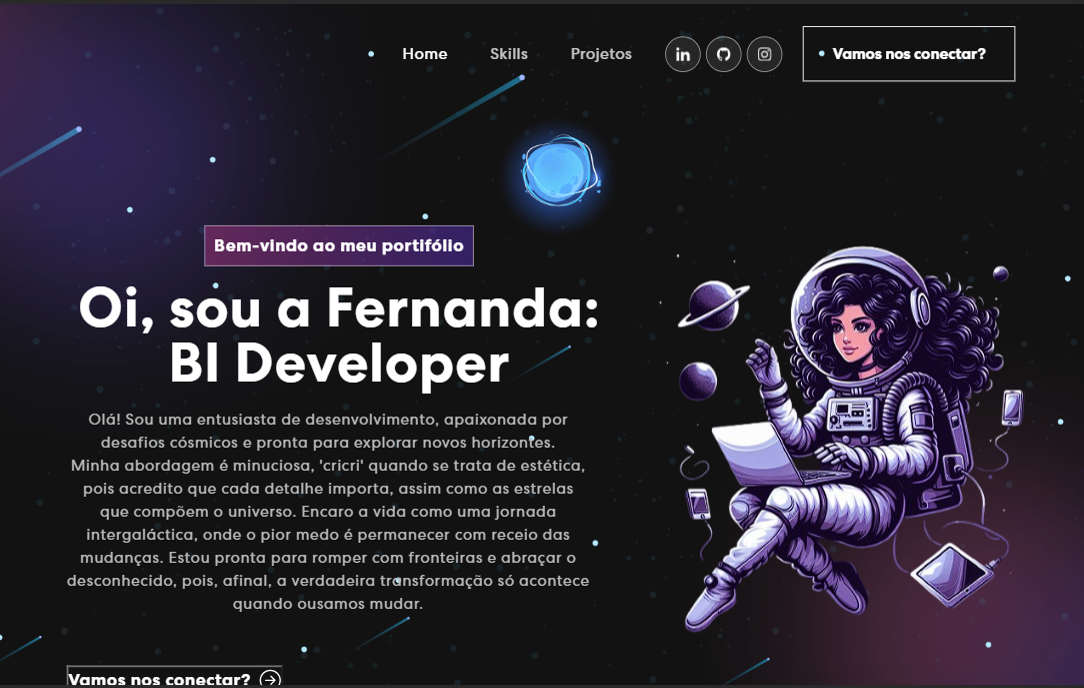 Home Skills Projetos in Vamos nos conectar?
Bem-vindo ao meu portifólio
Oi, sou a Fernanda:
BI Developer
Olá! Sou uma entusiasta de desenvolvimento, apaixonada por
desafios cósmicos e pronta para explorar novos horizontes.
Minha abordagem é minuciosa, 'cricri' quando se trata de estética,
pois acredito que cada detalhe importa, assim como as estrelas
que compõem o universo. Encaro a vida como uma jornada
intergaláctica, onde o pior medo é permanecer com receio das
mudanças. Estou pronta para romper com fronteiras e abraçar o
desconhecido, pois, afinal, a verdadeira transformação só acontece
quando ousamos mudar.
Vamos nos conectar?